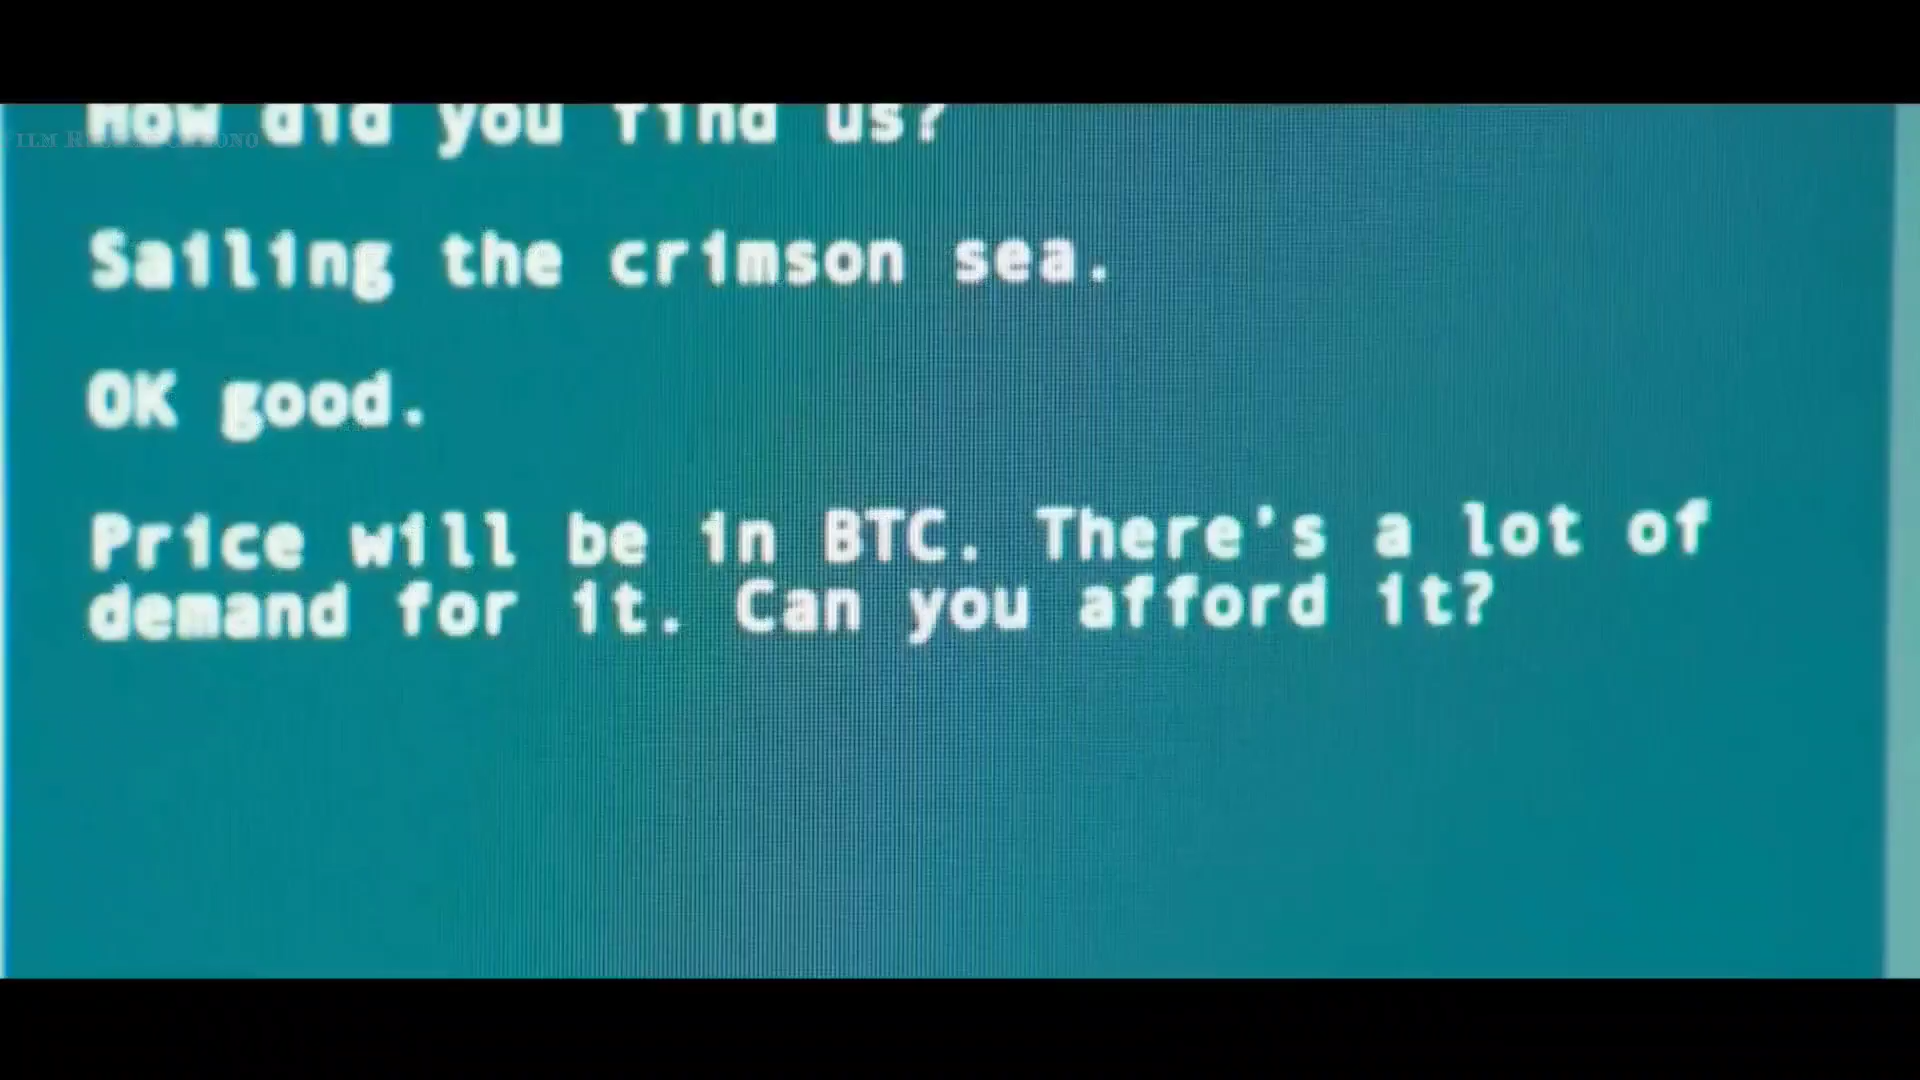 How did you find us?
Sailing the crimson sea.
OK good.
Price will be in BTC. There's a lot of
demand for it. Can you afford it?